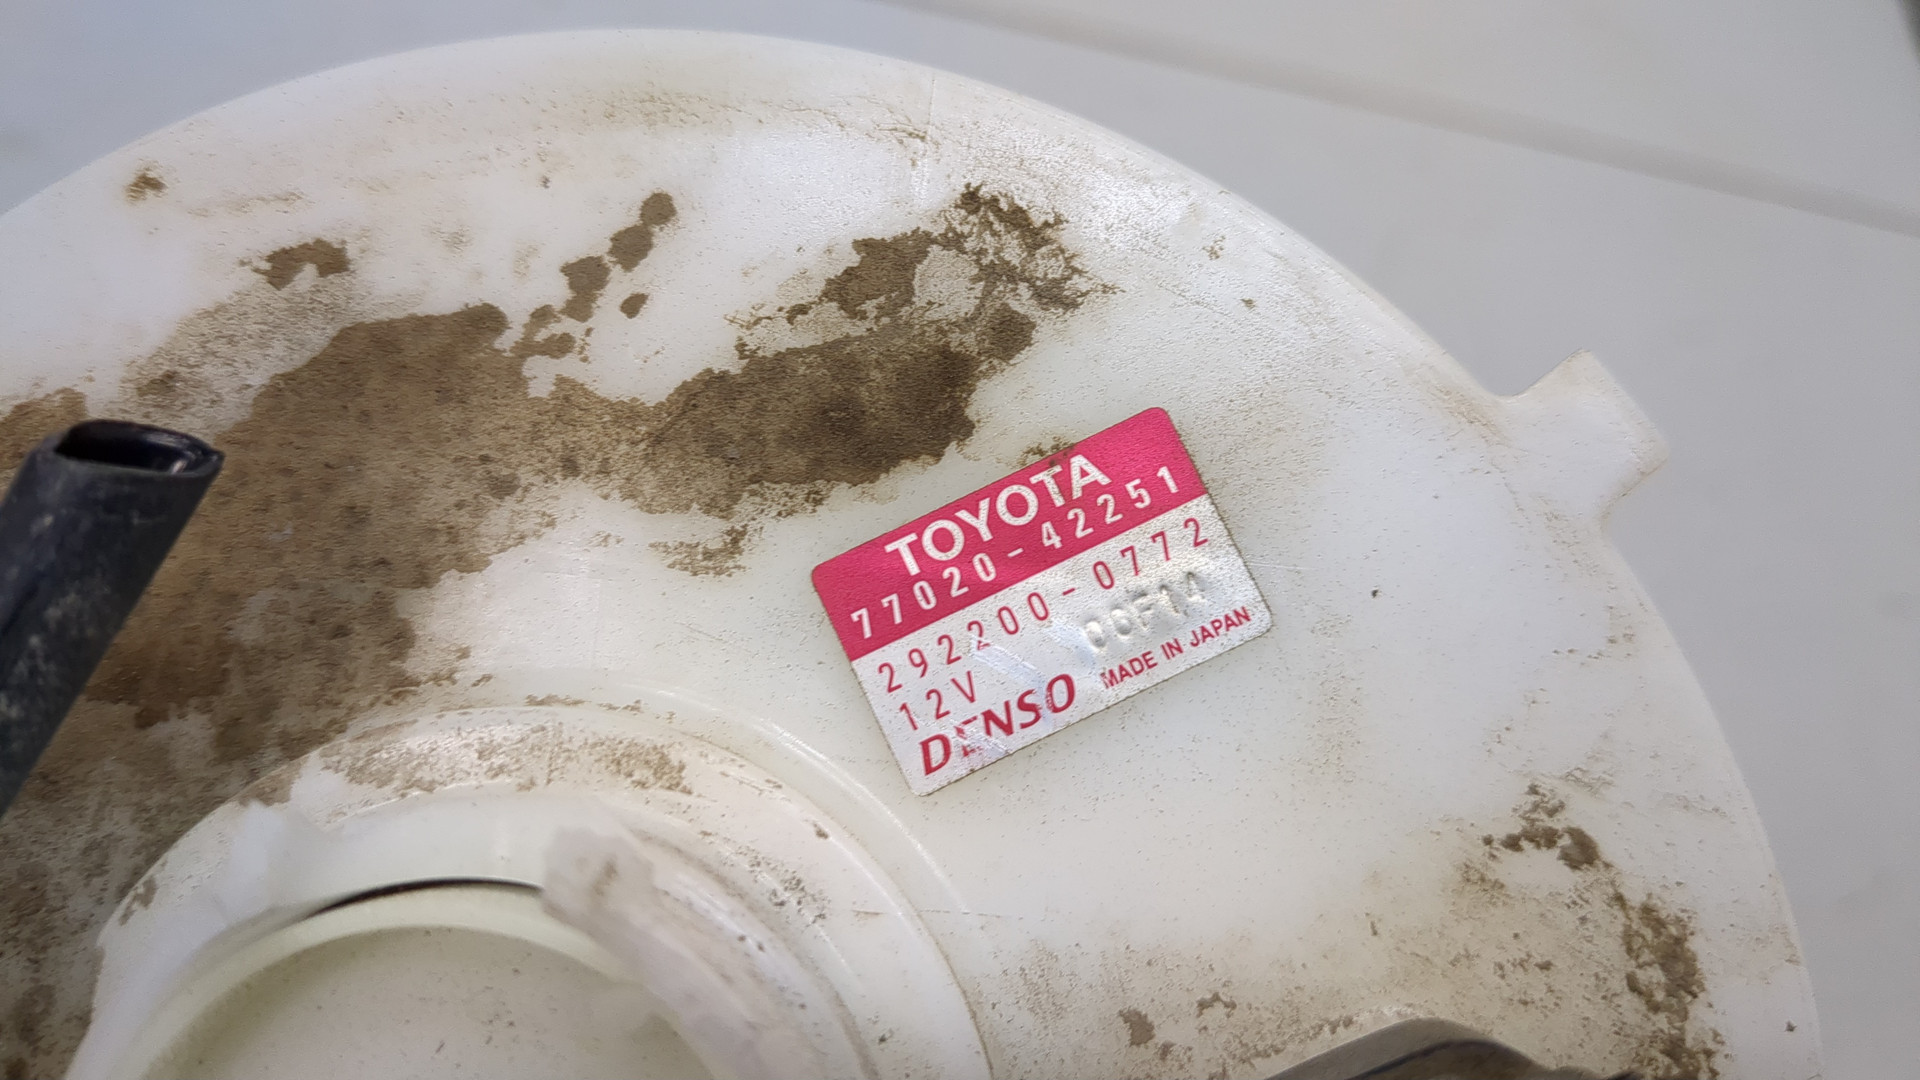 TOYOTA
77020-42251
292200-0772
12V
DENSO MADE IN JAPAN